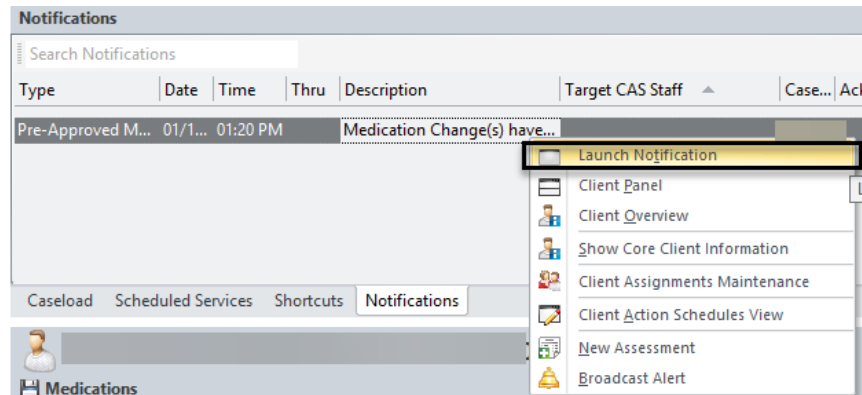 Notifications
Search Notifications
Type Date Time Thru Description Target CAS Staff Case... Ack
Pre-Approved M... 01/1... 01:20 PM Medication Change(s) have...
Launch Notification
Client Panel
Client Overview
Show Core Client Information
Client Assignments Maintenance
Client Action Schedules View
New Assessment
Broadcast Alert
Caseload Scheduled Services Shortcuts Notifications
Medications